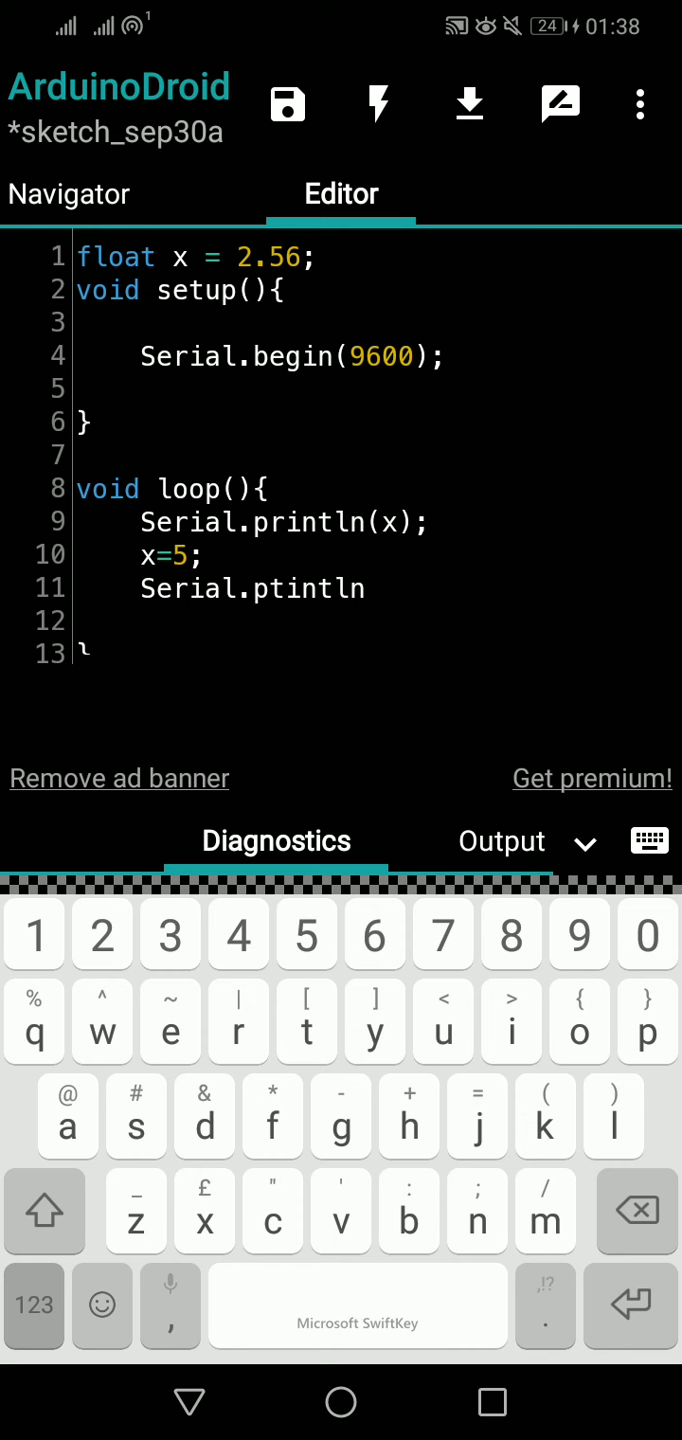 1
24 01:38
ArduinoDroid
*sketch_sep30a
Navigator Editor
1 float x = 2.56;
2 void setup(){
3
4 Serial.begin(9600);
5
6 }
7
8 void loop(){
9 Serial.println(x);
10 x=5;
11 Serial.ptintln
12
13 }
Remove ad banner Get premium!
Diagnostics Output
1 2 3 4 5 6 7 8 9 0
% ^ ~ | [ ] < > { }
q w e r t y u i o p
@ # & * - + = ( )
a s d f g h j k l
_ £ " ' : ; /
z x c v b n m
123 , ,!? .
Microsoft SwiftKey